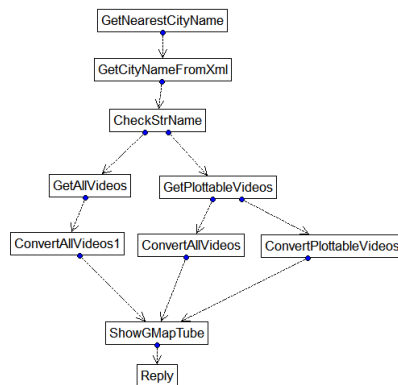 GetNearestCityName
GetCityNameFromXml
CheckStrName
GetAllVideos
GetPlottableVideos
ConvertAllVideos1
ConvertAllVideos
ConvertPlottableVideos
ShowGMapTube
Reply